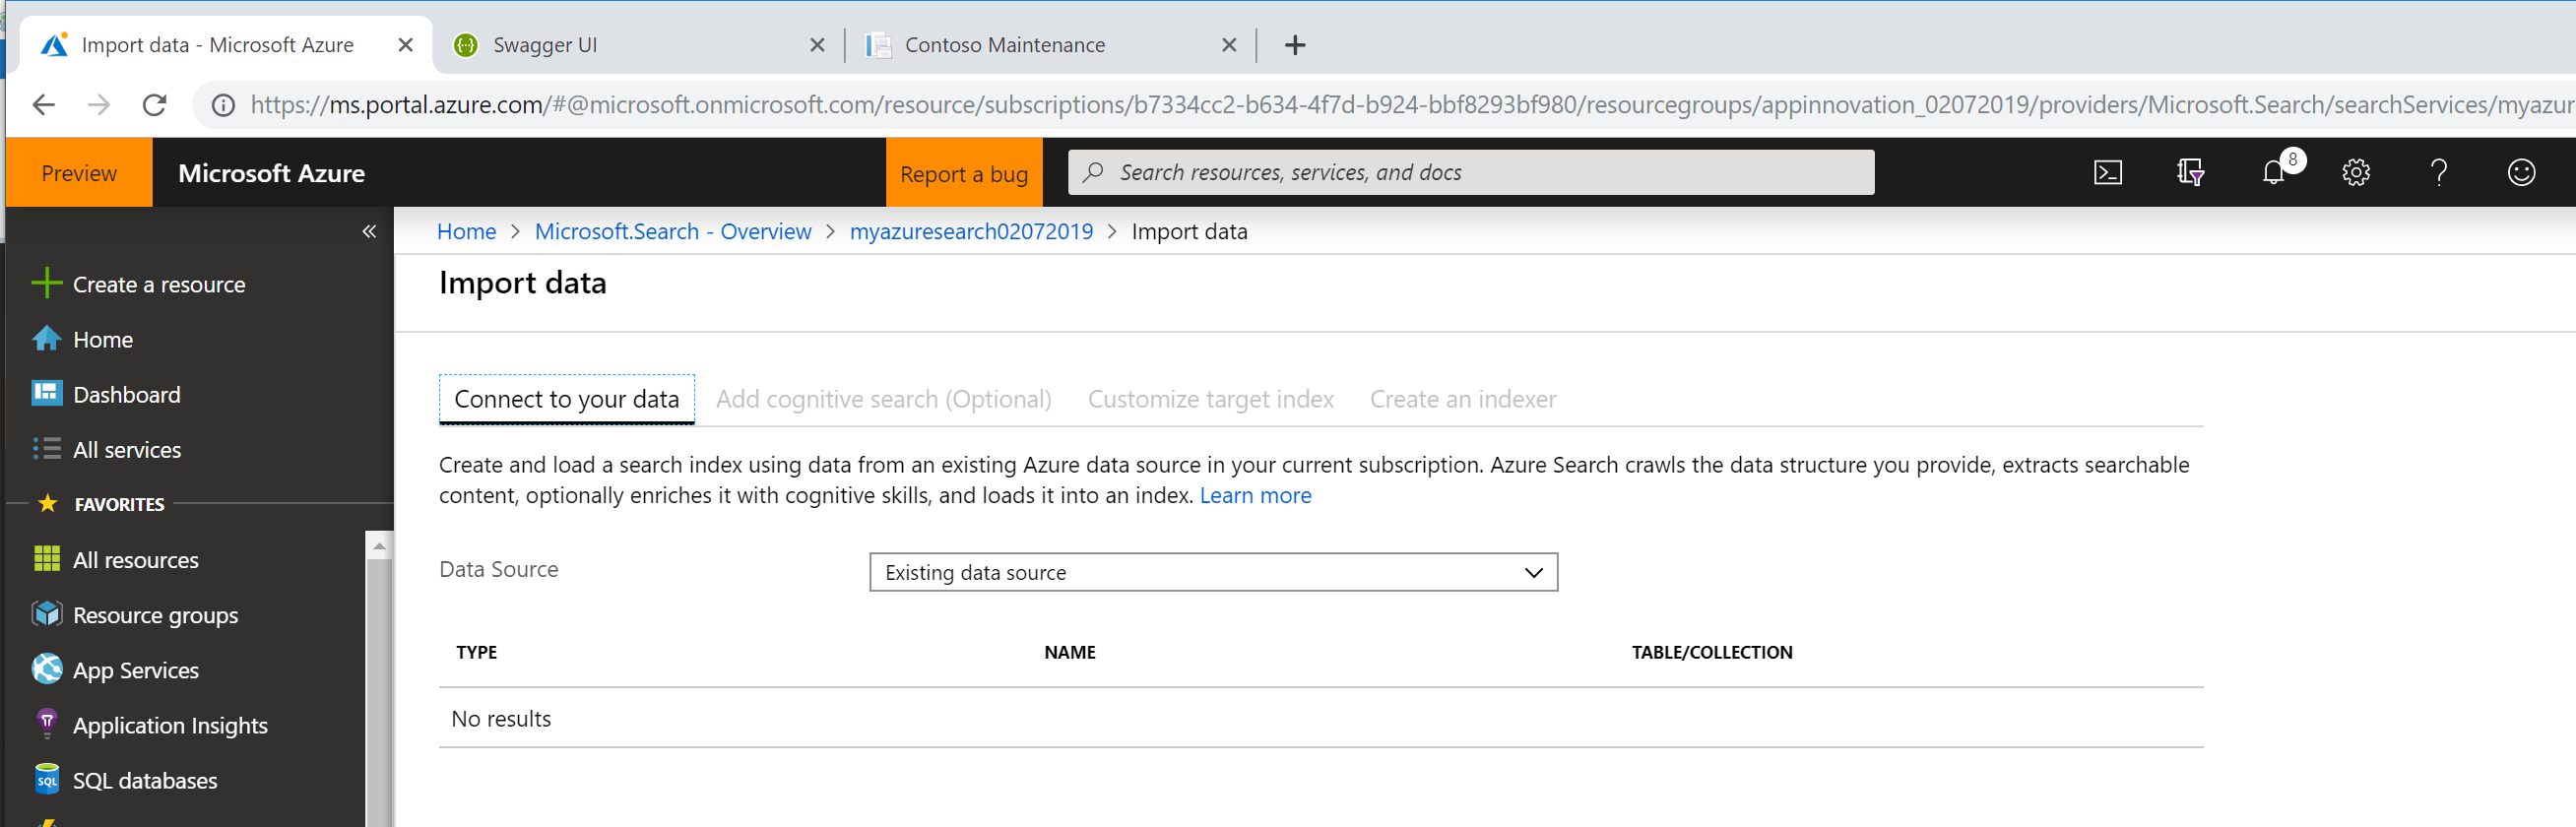 Import data - Microsoft Azure
Swagger UI
Contoso Maintenance
https://ms.portal.azure.com/#@microsoft.onmicrosoft.com/resource/subscriptions/b7334cc2-b634-4f7d-b924-bbf8293bf980/resourcegroups/appinnovation_02072019/providers/Microsoft.Search/searchServices/myazur
Preview
Microsoft Azure
Report a bug
Search resources, services, and docs
8
Home > Microsoft.Search - Overview > myazuresearch02072019 > Import data
Import data
Create a resource
Home
Dashboard
All services
FAVORITES
All resources
Resource groups
App Services
Application Insights
SQL
SQL databases
Connect to your data
Add cognitive search (Optional)
Customize target index
Create an indexer
Create and load a search index using data from an existing Azure data source in your current subscription. Azure Search crawls the data structure you provide, extracts searchable
content, optionally enriches it with cognitive skills, and loads it into an index. Learn more
Data Source
Existing data source
TYPE
NAME
TABLE/COLLECTION
No results